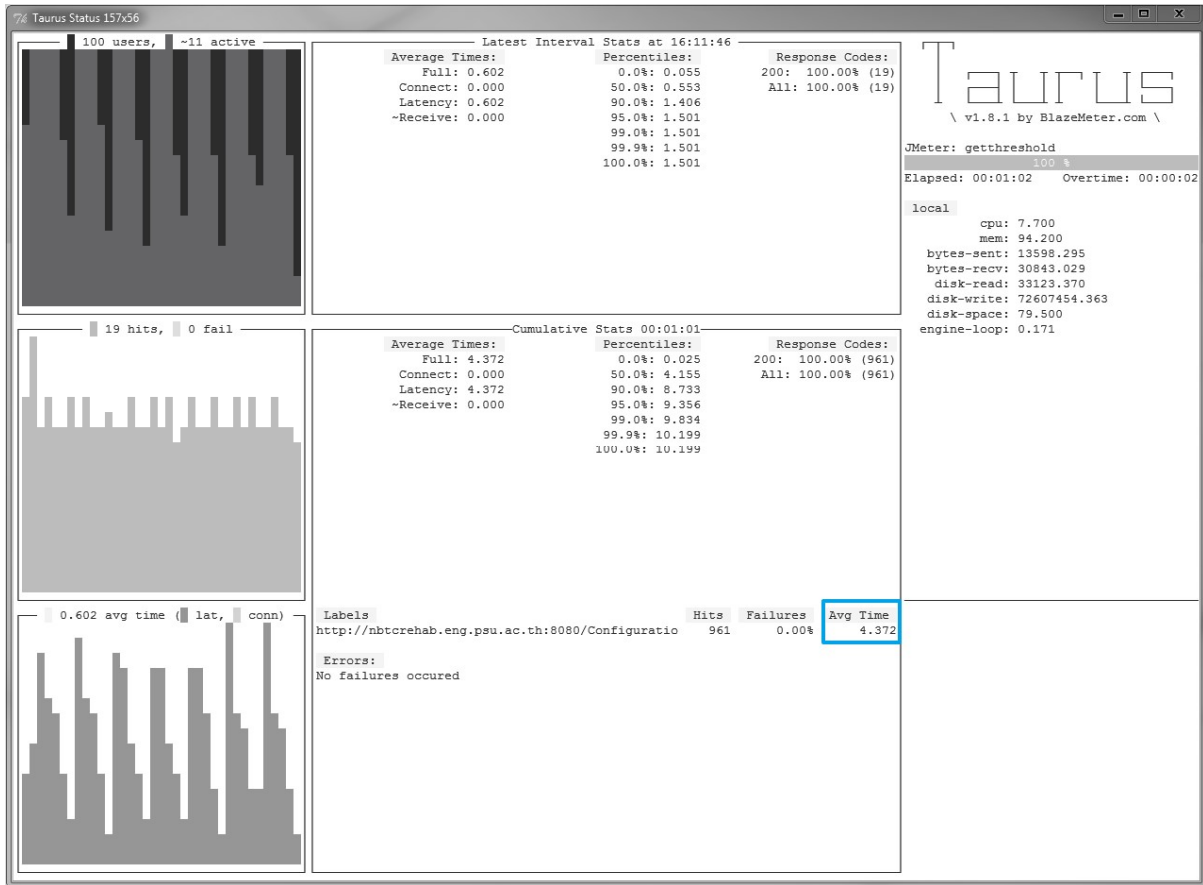 Taurus Status 157x56
100 users, ~11 active
Latest Interval Stats at 16:11:46
Average Times:
Full: 0.602
Connect: 0.000
Latency: 0.602
~Receive: 0.000
Percentiles:
0.0%: 0.055
50.0%: 0.553
90.0%: 1.406
95.0%: 1.501
99.0%: 1.501
99.9%: 1.501
100.0%: 1.501
Response Codes:
200: 100.00% (19)
All: 100.00% (19)
Taurus
\ v1.8.1 by BlazeMeter.com \
JMeter: getthreshold
100 %
Elapsed: 00:01:02 Overtime: 00:00:02
local
cpu: 7.700
mem: 94.200
bytes-sent: 13598.295
bytes-recv: 30843.029
disk-read: 33123.370
disk-write: 72607454.363
disk-space: 79.500
engine-loop: 0.171
19 hits, 0 fail
Cumulative Stats 00:01:01
Average Times:
Full: 4.372
Connect: 0.000
Latency: 4.372
~Receive: 0.000
Percentiles:
0.0%: 0.025
50.0%: 4.155
90.0%: 8.733
95.0%: 9.356
99.0%: 9.834
99.9%: 10.199
100.0%: 10.199
Response Codes:
200: 100.00% (961)
All: 100.00% (961)
0.602 avg time ( lat, conn)
Labels Hits Failures Avg Time
http://nbtcrehab.eng.psu.ac.th:8080/Configuratio 961 0.00% 4.372
Errors:
No failures occured